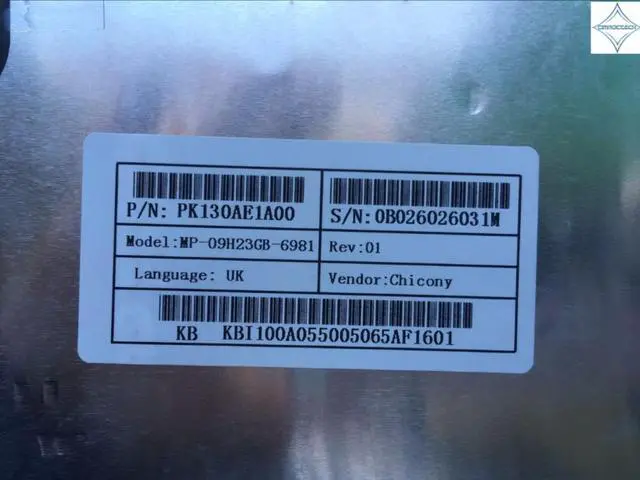 P/N: PK130AE1A00
S/N:0B026026031M
Model:MP-09H23GB-6981
Rev:01
Language: UK
Vendor:Chicony
KB KBI100A055005065AF1601